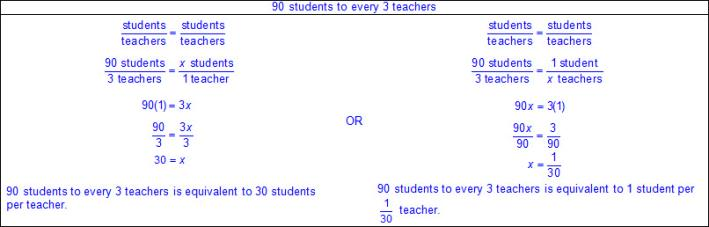 90 students to every 3 teachers
students/teachers = students/teachers
90 students/3 teachers = x students/1 teacher
90(1) = 3x
90/3 = 3x/3
30 = x
90 students to every 3 teachers is equivalent to 30 students
per teacher.
OR
students/teachers = students/teachers
90 students/3 teachers = 1 student/x teachers
90x = 3(1)
90x/90 = 3/90
x = 1/30
90 students to every 3 teachers is equivalent to 1 student per
1/30 teacher.